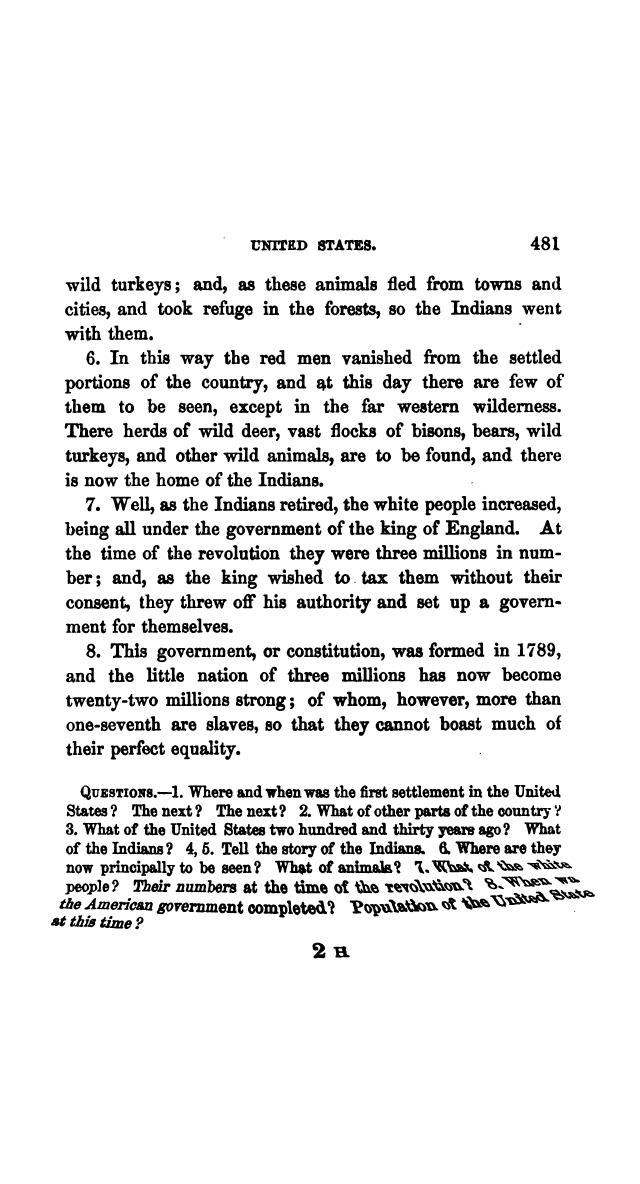 UNITED STATES. 481
wild turkeys; and, as these animals fled from towns and
cities, and took refuge in the forests, so the Indians went
with them.
6. In this way the red men vanished from the settled
portions of the country, and at this day there are few of
them to be seen, except in the far western wilderness.
There herds of wild deer, vast flocks of bisons, bears, wild
turkeys, and other wild animals, are to be found, and there
is now the home of the Indians.
7. Well, as the Indians retired, the white people increased,
being all under the government of the king of England. At
the time of the revolution they were three millions in num-
ber; and, as the king wished to tax them without their
consent, they threw off his authority and set up a govern-
ment for themselves.
8. This government, or constitution, was formed in 1789,
and the little nation of three millions has now become
twenty-two millions strong; of whom, however, more than
one-seventh are slaves, so that they cannot boast much of
their perfect equality.
QUESTIONS.—1. Where and when was the first settlement in the United
States? The next? The next? 2. What of other parts of the country?
3. What of the United States two hundred and thirty years ago? What
of the Indians? 4, 5. Tell the story of the Indians. 6. Where are they
now principally to be seen? What of animals? 7. What of the white
people? Their numbers at the time of the revolution? 8. When wa
the American government completed? Population of the United State
at this time?
2 H